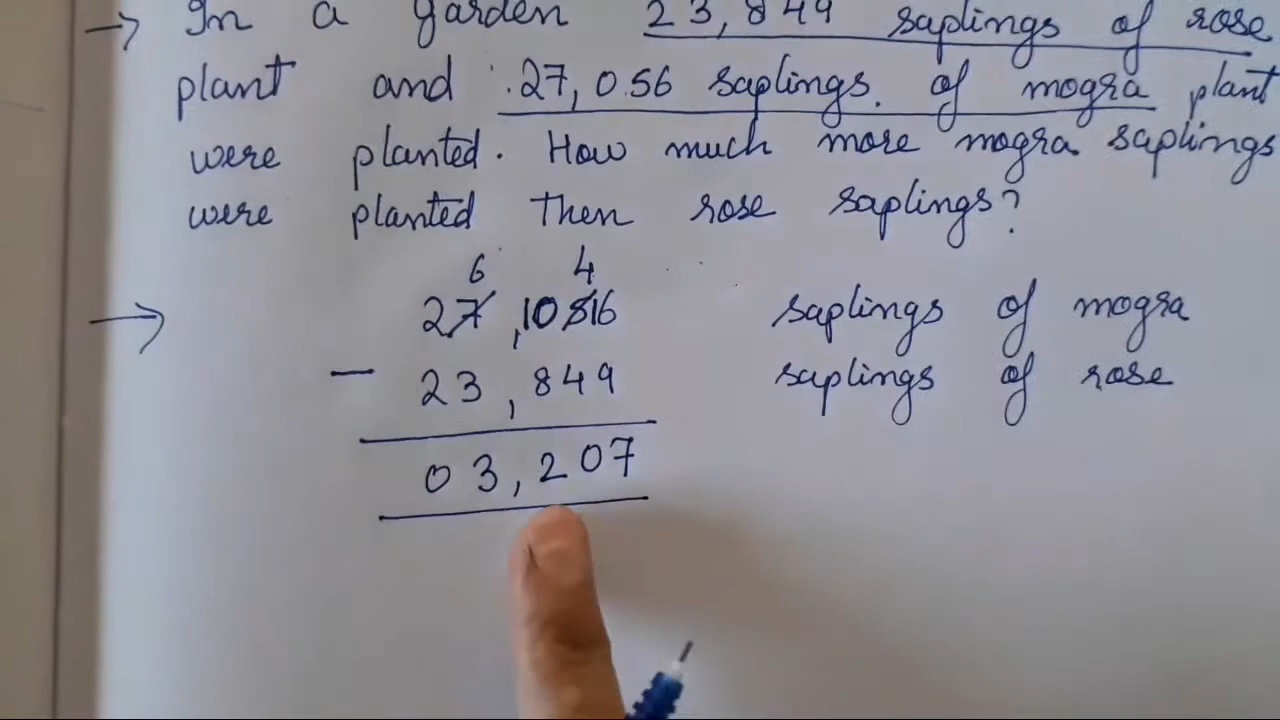 → In a garden 23,849 saplings of rose
plant and 27,056 saplings of mogra plant
were planted. How much more mogra saplings
were planted then rose saplings?
6 4
→ 27,10516 saplings of mogra
- 23,849 saplings of rose
03,207